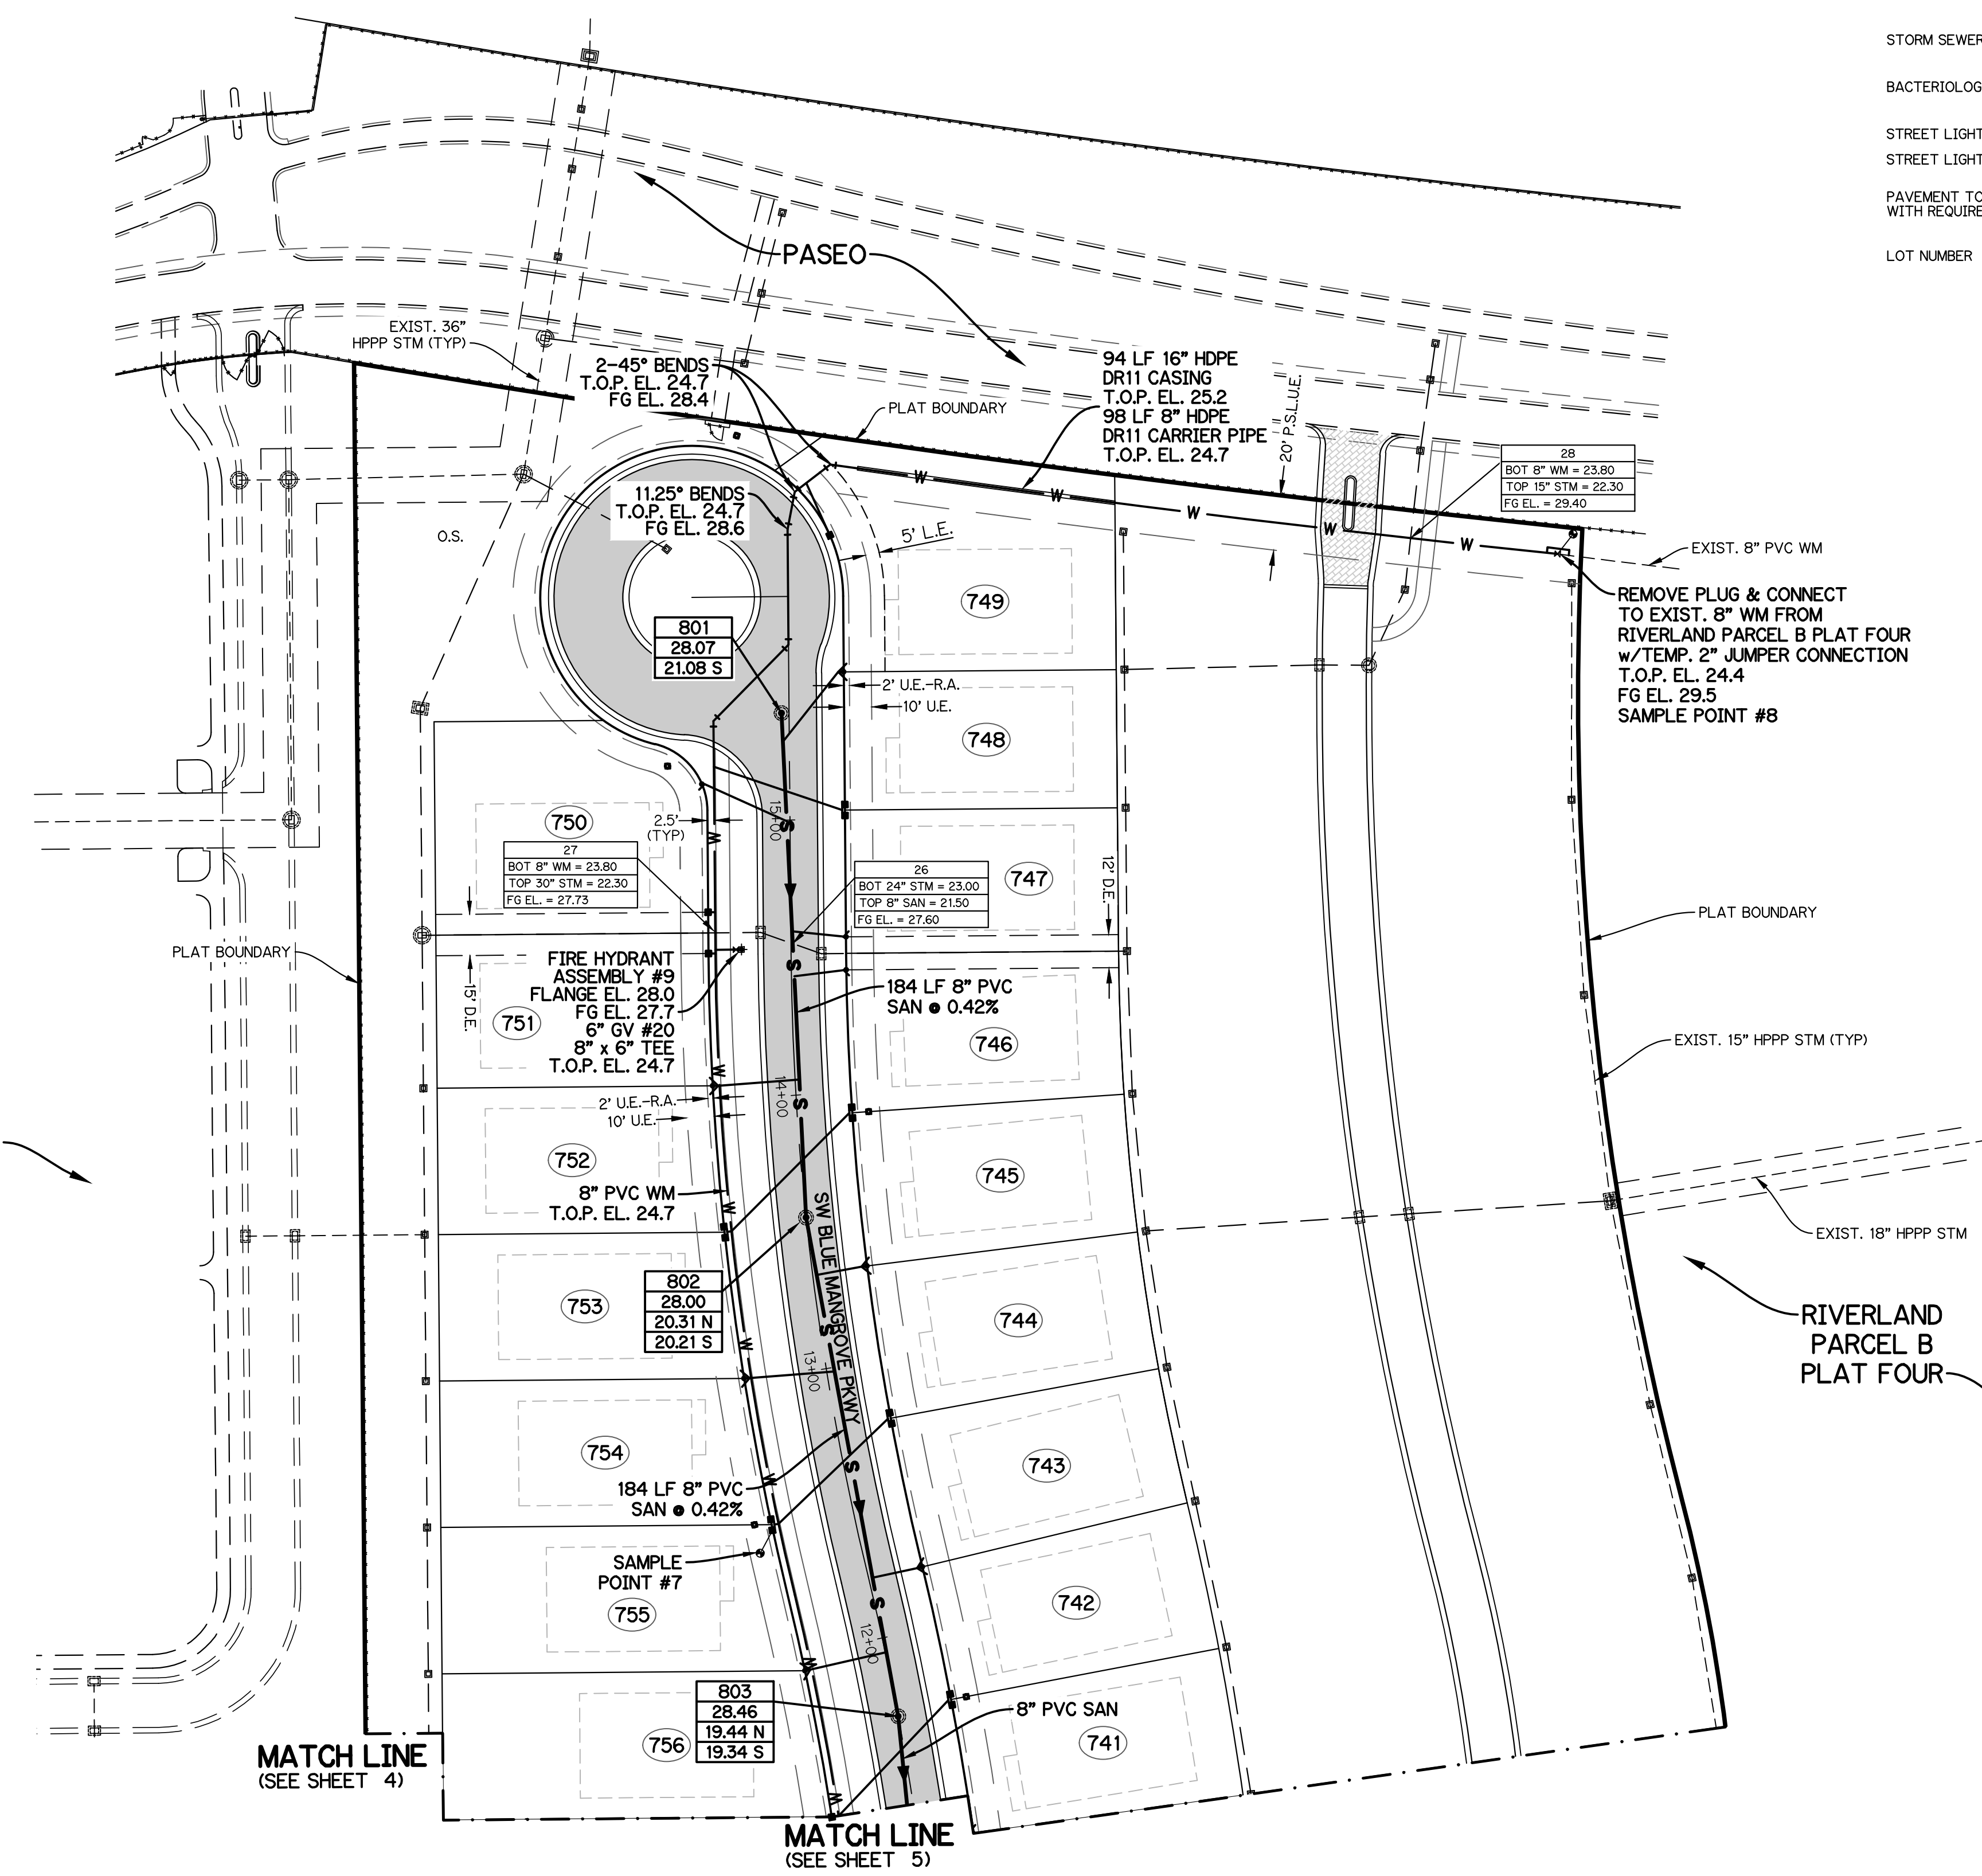 STORM SEWER
BACTERIOLOG
STREET LIGHT
STREET LIGHT
PAVEMENT TO
WITH REQUIRE
LOT NUMBER
PASEO
EXIST. 36"
HPPP STM (TYP)
2-45° BENDS
T.O.P. EL. 24.7
FG EL. 28.4
PLAT BOUNDARY
94 LF 16" HDPE
DR11 CASING
T.O.P. EL. 25.2
98 LF 8" HDPE
DR11 CARRIER PIPE
T.O.P. EL. 24.7
20' P.S.L.U.E.
28
BOT 8" WM = 23.80
TOP 15" STM = 22.30
FG EL. = 29.40
W
W
W
W
W
11.25° BENDS
T.O.P. EL. 24.7
FG EL. 28.6
O.S.
5' L.E.
EXIST. 8" PVC WM
REMOVE PLUG & CONNECT
TO EXIST. 8" WM FROM
RIVERLAND PARCEL B PLAT FOUR
w/TEMP. 2" JUMPER CONNECTION
T.O.P. EL. 24.4
FG EL. 29.5
SAMPLE POINT #8
749
801
28.07
21.08 S
2' U.E.-R.A.
10' U.E.
748
750
2.5'
(TYP)
15+00
S
W
27
BOT 8" WM = 23.80
TOP 30" STM = 22.30
FG EL. = 27.73
26
BOT 24" STM = 23.00
TOP 8" SAN = 21.50
FG EL. = 27.60
747
12' D.E.
PLAT BOUNDARY
PLAT BOUNDARY
FIRE HYDRANT
ASSEMBLY #9
FLANGE EL. 28.0
FG EL. 27.7
6" GV #20
8" x 6" TEE
T.O.P. EL. 24.7
15' D.E.
751
S
184 LF 8" PVC
SAN @ 0.42%
746
EXIST. 15" HPPP STM (TYP)
W
14+00
S
2' U.E.-R.A.
10' U.E.
752
745
8" PVC WM
T.O.P. EL. 24.7
W
SW BLUE MANGROVE PKWY
EXIST. 18" HPPP STM
753
802
28.00
20.31 N
20.21 S
S
W
744
RIVERLAND
PARCEL B
PLAT FOUR
13+00
754
743
184 LF 8" PVC
SAN @ 0.42%
W
S
SAMPLE
POINT #7
755
742
S
12+00
W
803
28.46
19.44 N
19.34 S
8" PVC SAN
756
741
W
MATCH LINE
(SEE SHEET 4)
MATCH LINE
(SEE SHEET 5)